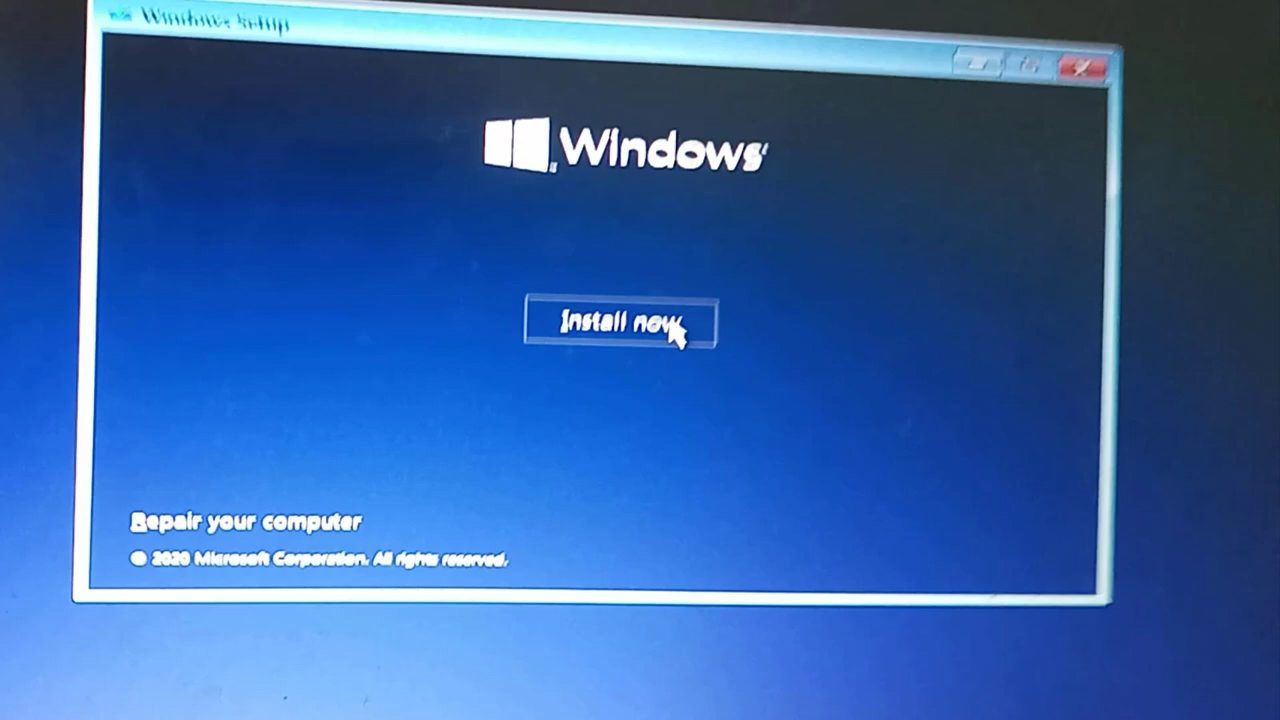 Windows Setup
Windows
Install now
Repair your computer
© 2020 Microsoft Corporation. All rights reserved.